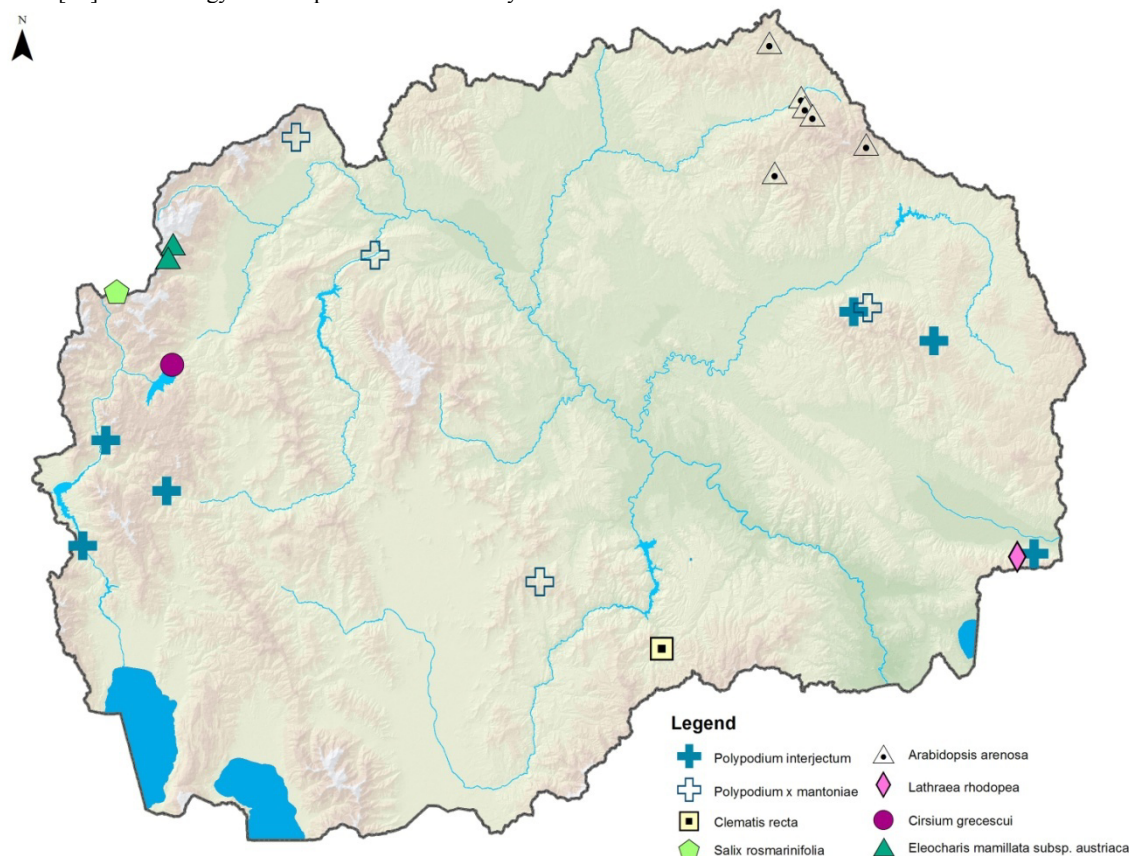 N
Legend
Polypodium interjectum
Polypodium x mantoniae
Clematis recta
Salix rosmarinifolia
Arabidopsis arenosa
Lathraea rhodopea
Cirsium grecescui
Eleocharis mamillata subsp. austriaca